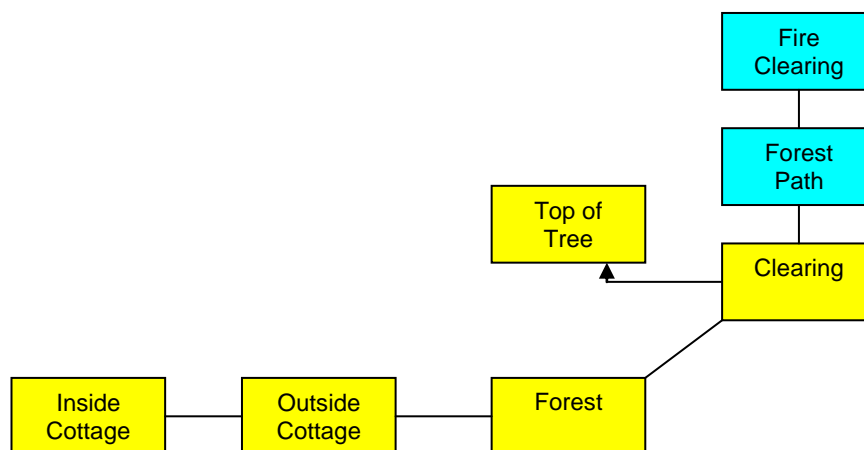 Fire
Clearing
Forest
Path
Top of
Tree
Clearing
Inside
Cottage
Outside
Cottage
Forest